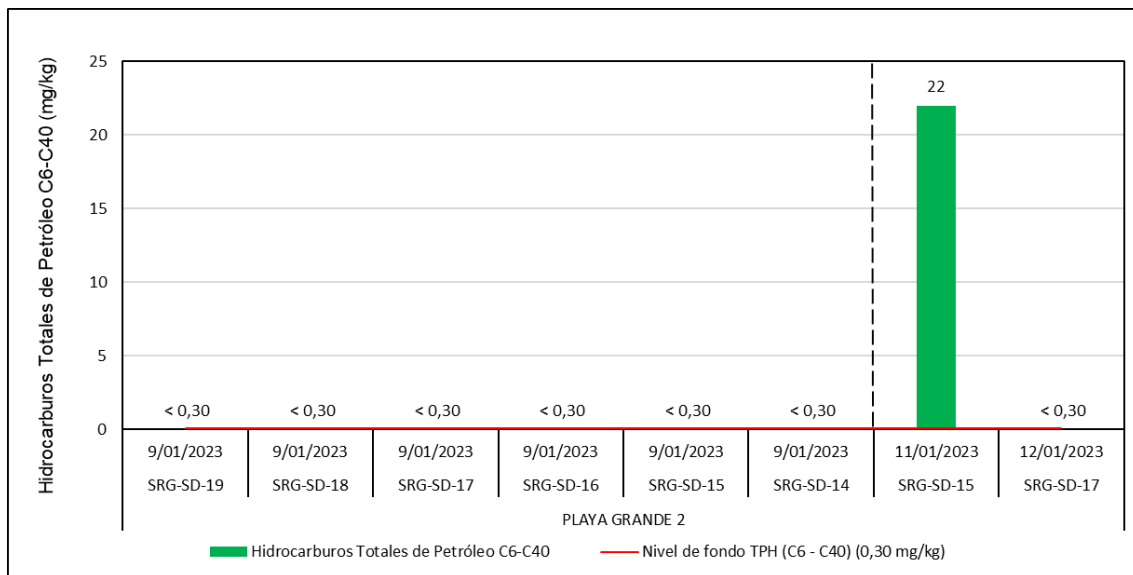 Hidrocarburos Totales de Petróleo C6-C40 (mg/kg)
25
20
15
10
5
0
< 0,30 < 0,30 < 0,30 < 0,30 < 0,30 < 0,30 22 < 0,30
9/01/2023 9/01/2023 9/01/2023 9/01/2023 9/01/2023 9/01/2023 11/01/2023 12/01/2023
SRG-SD-19 SRG-SD-18 SRG-SD-17 SRG-SD-16 SRG-SD-15 SRG-SD-14 SRG-SD-15 SRG-SD-17
PLAYA GRANDE 2
Hidrocarburos Totales de Petróleo C6-C40 Nivel de fondo TPH (C6 - C40) (0,30 mg/kg)